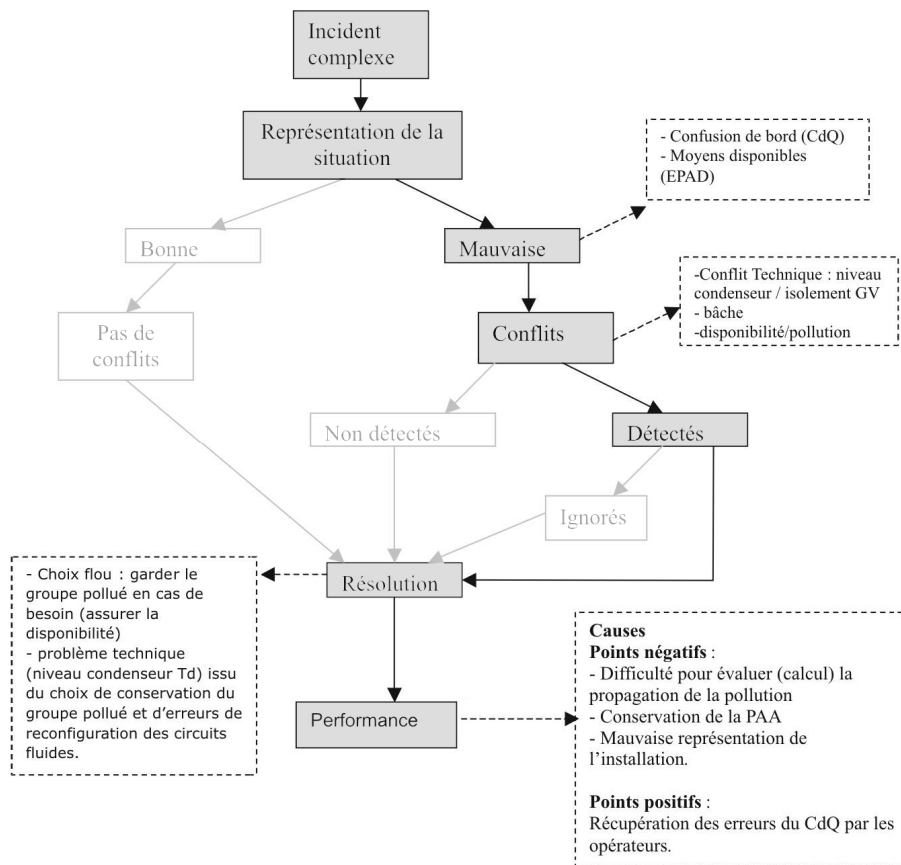 Incident
complexe
Représentation de la
situation
- Confusion de bord (CdQ)
- Moyens disponibles
(EPAD)
Bonne
Mauvaise
-Conflit Technique : niveau
condenseur / isolement GV
- bâche
-disponibilité/pollution
Pas de
conflits
Conflits
Non détectés
Détectés
Ignorés
Résolution
- Choix flou : garder le
groupe pollué en cas de
besoin (assurer la
disponibilité)
- problème technique
(niveau condenseur Td) issu
du choix de conservation du
groupe pollué et d’erreurs de
reconfiguration des circuits
fluides.
Performance
Causes
Points négatifs :
- Difficulté pour évaluer (calcul) la
propagation de la pollution
- Conservation de la PAA
- Mauvaise représentation de
l’installation.
Points positifs :
Récupération des erreurs du CdQ par les
opérateurs.